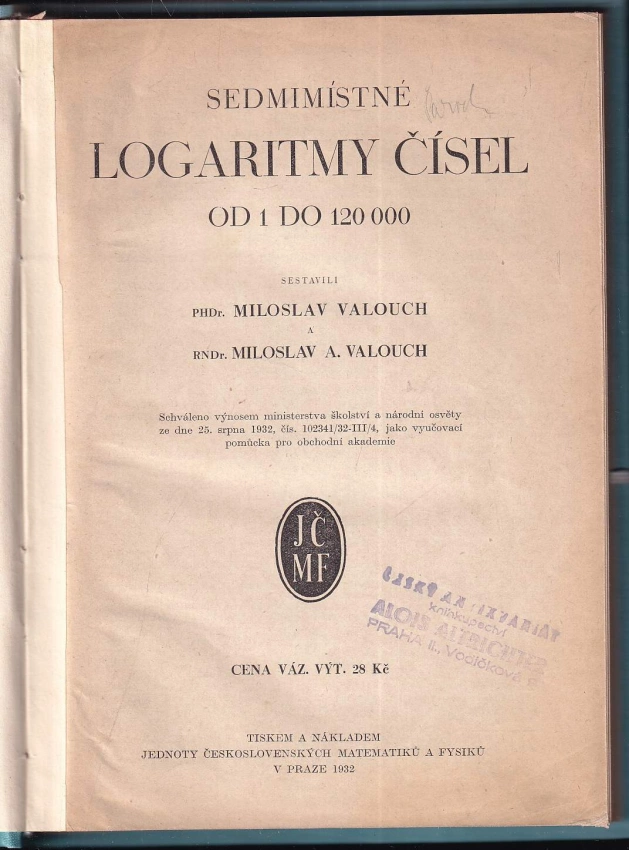 SEDMIMÍSTNÉ
LOGARITMY ČÍSEL
OD 1 DO 120 000
SESTAVILI
PHDr. MILOSLAV VALOUCH
A
RNDr. MILOSLAV A. VALOUCH
Schváleno výnosem ministerstva školství a národní osvěty
ze dne 25. srpna 1932, čís. 102341/32-III/4, jako vyučovací
pomůcka pro obchodní akademie
JČ
MF
knihkupectví
ALOIS
PRAHA II., Vodičkova
CENA VÁZ. VÝT. 28 Kč
TISKEM A NÁKLADEM
JEDNOTY ČESKOSLOVENSKÝCH MATEMATIKŮ A FYSIKŮ
V PRAZE 1932